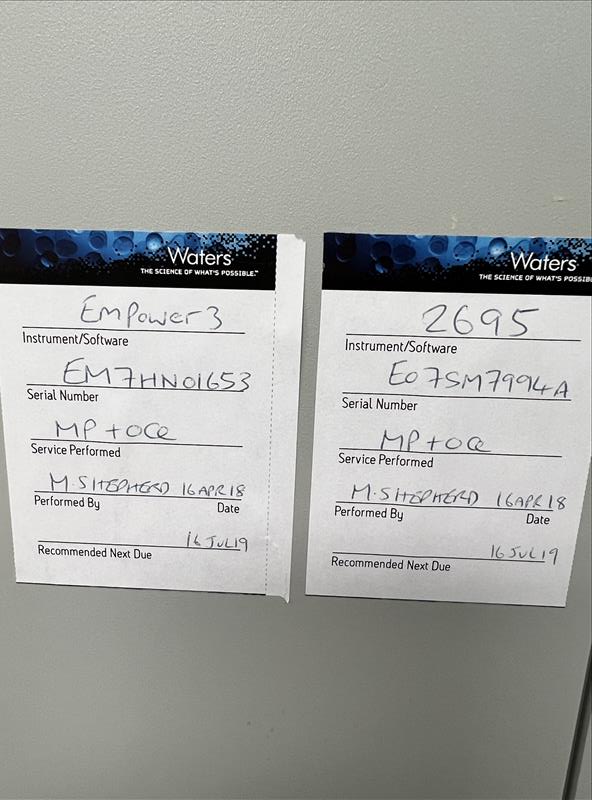 Waters
THE SCIENCE OF WHAT'S POSSIBLE.™
EMPower3
Instrument/Software
EM7HN01653
Serial Number
MP+OQ
Service Performed
M.SHEPHERD 16APR18
Performed By Date
16JUL19
Recommended Next Due
Waters
THE SCIENCE OF WHAT'S POSSIB
2695
Instrument/Software
E07SM7994A
Serial Number
MP+OQ
Service Performed
M.SHEPHERD 16APR18
Performed By Date
16JUL19
Recommended Next Due